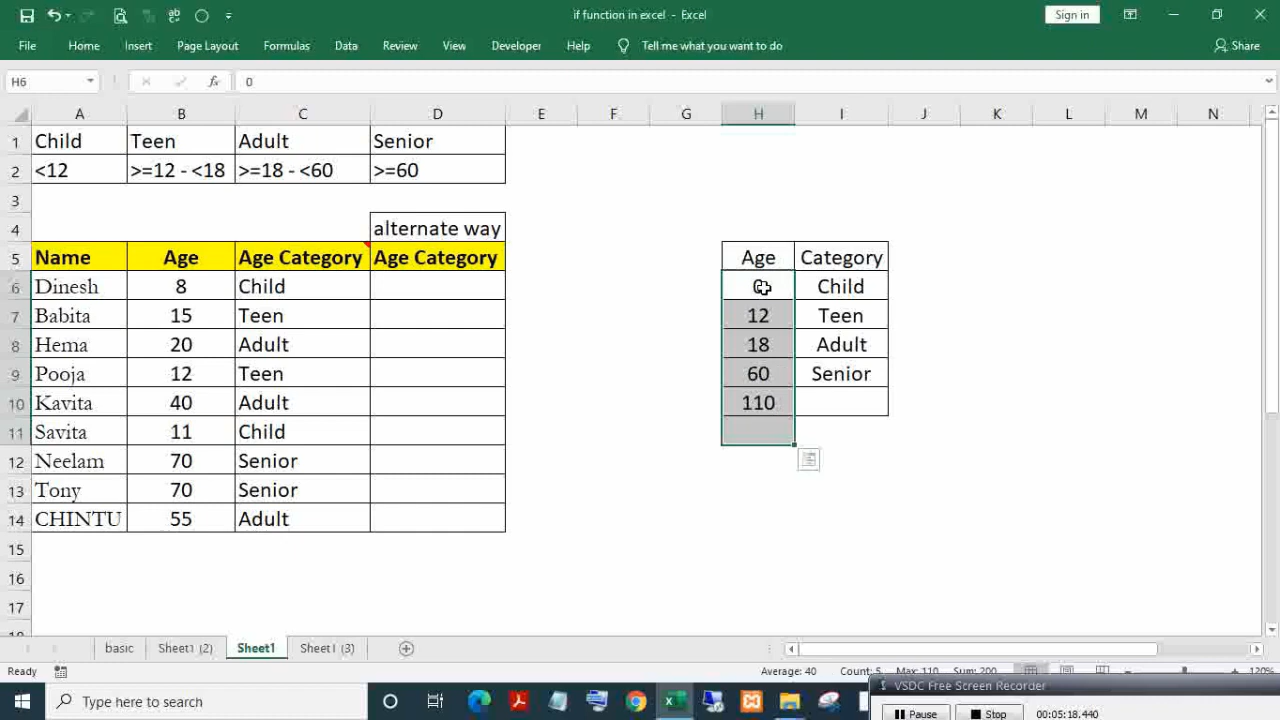 if function in excel - Excel
Sign in
File Home Insert Page Layout Formulas Data Review View Developer Help Tell me what you want to do Share
H6 fx 0
A B C D E F G H I J K L M N
1 Child Teen Adult Senior
2 <12 >=12 - <18 >=18 - <60 >=60
3
4 alternate way
5 Name Age Age Category Age Category Age Category
6 Dinesh 8 Child Child
7 Babita 15 Teen 12 Teen
8 Hema 20 Adult 18 Adult
9 Pooja 12 Teen 60 Senior
10 Kavita 40 Adult 110
11 Savita 11 Child
12 Neelam 70 Senior
13 Tony 70 Senior
14 CHINTU 55 Adult
15
16
17
basic Sheet1 (2) Sheet1 Sheet1 (3)
Ready Average: 40 Count: 5 Max: 110 Sum: 200 120%
Type here to search
VSDC Free Screen Recorder
Pause Stop 00:05:18.440